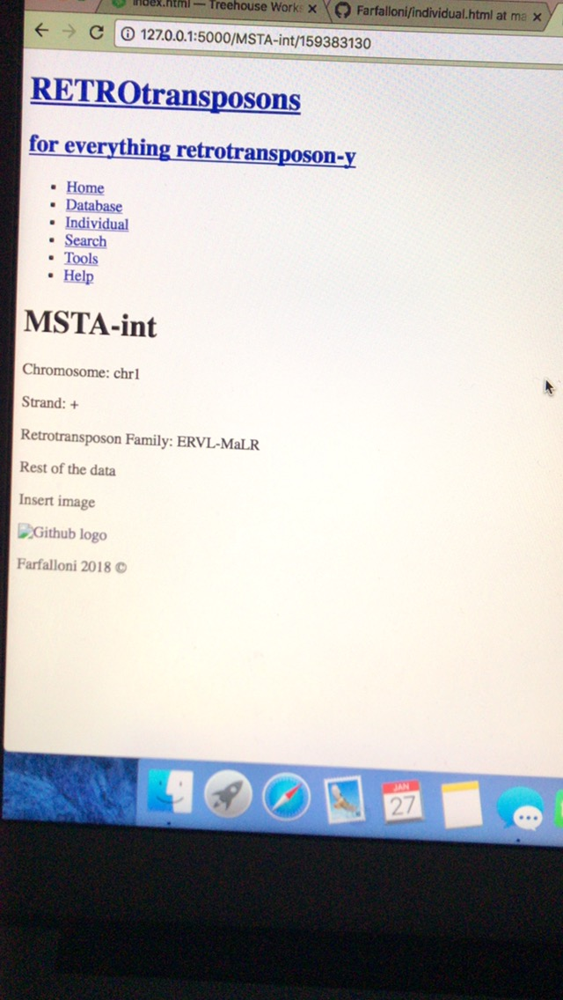 index.html — Treehouse Works
Farfalloni/individual.html at ma
127.0.0.1:5000/MSTA-int/159383130
RETROtransposons
for everything retrotransposon-y
Home
Database
Individual
Search
Tools
Help
MSTA-int
Chromosome: chr1
Strand: +
Retrotransposon Family: ERVL-MaLR
Rest of the data
Insert image
Github logo
Farfalloni 2018 ©
JAN
27